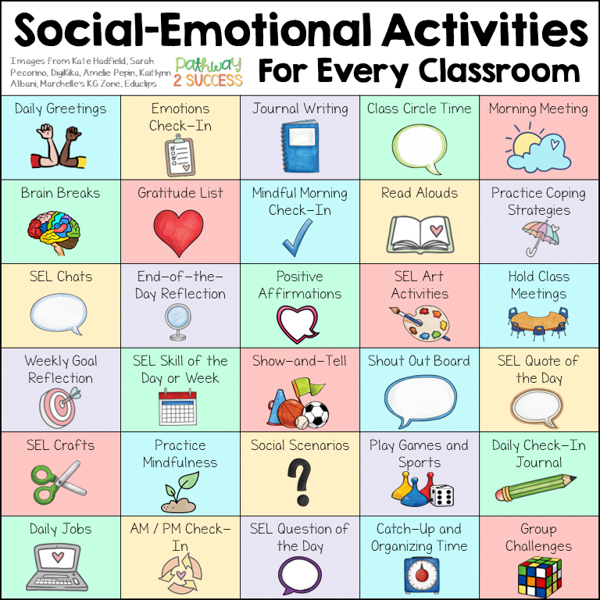 Social-Emotional Activities
Images from Kate Hadfield, Sarah
Pecorino, DigiKika, Amelie Pepin, Kaitlynn
Albani, Marchelle's KG Zone, Educlips
Pathway
2 SUCCESS
For Every Classroom
Daily Greetings
Emotions
Check-In
Journal Writing
Class Circle Time
Morning Meeting
Brain Breaks
Gratitude List
Mindful Morning
Check-In
Read Alouds
Practice Coping
Strategies
SEL Chats
End-of-the-
Day Reflection
Positive
Affirmations
SEL Art
Activities
Hold Class
Meetings
Weekly Goal
Reflection
SEL Skill of the
Day or Week
Show-and-Tell
Shout Out Board
SEL Quote of
the Day
SEL Crafts
Practice
Mindfulness
Social Scenarios
Play Games and
Sports
Daily Check-In
Journal
Daily Jobs
AM / PM Check-
In
SEL Question of
the Day
Catch-Up and
Organizing Time
Group
Challenges